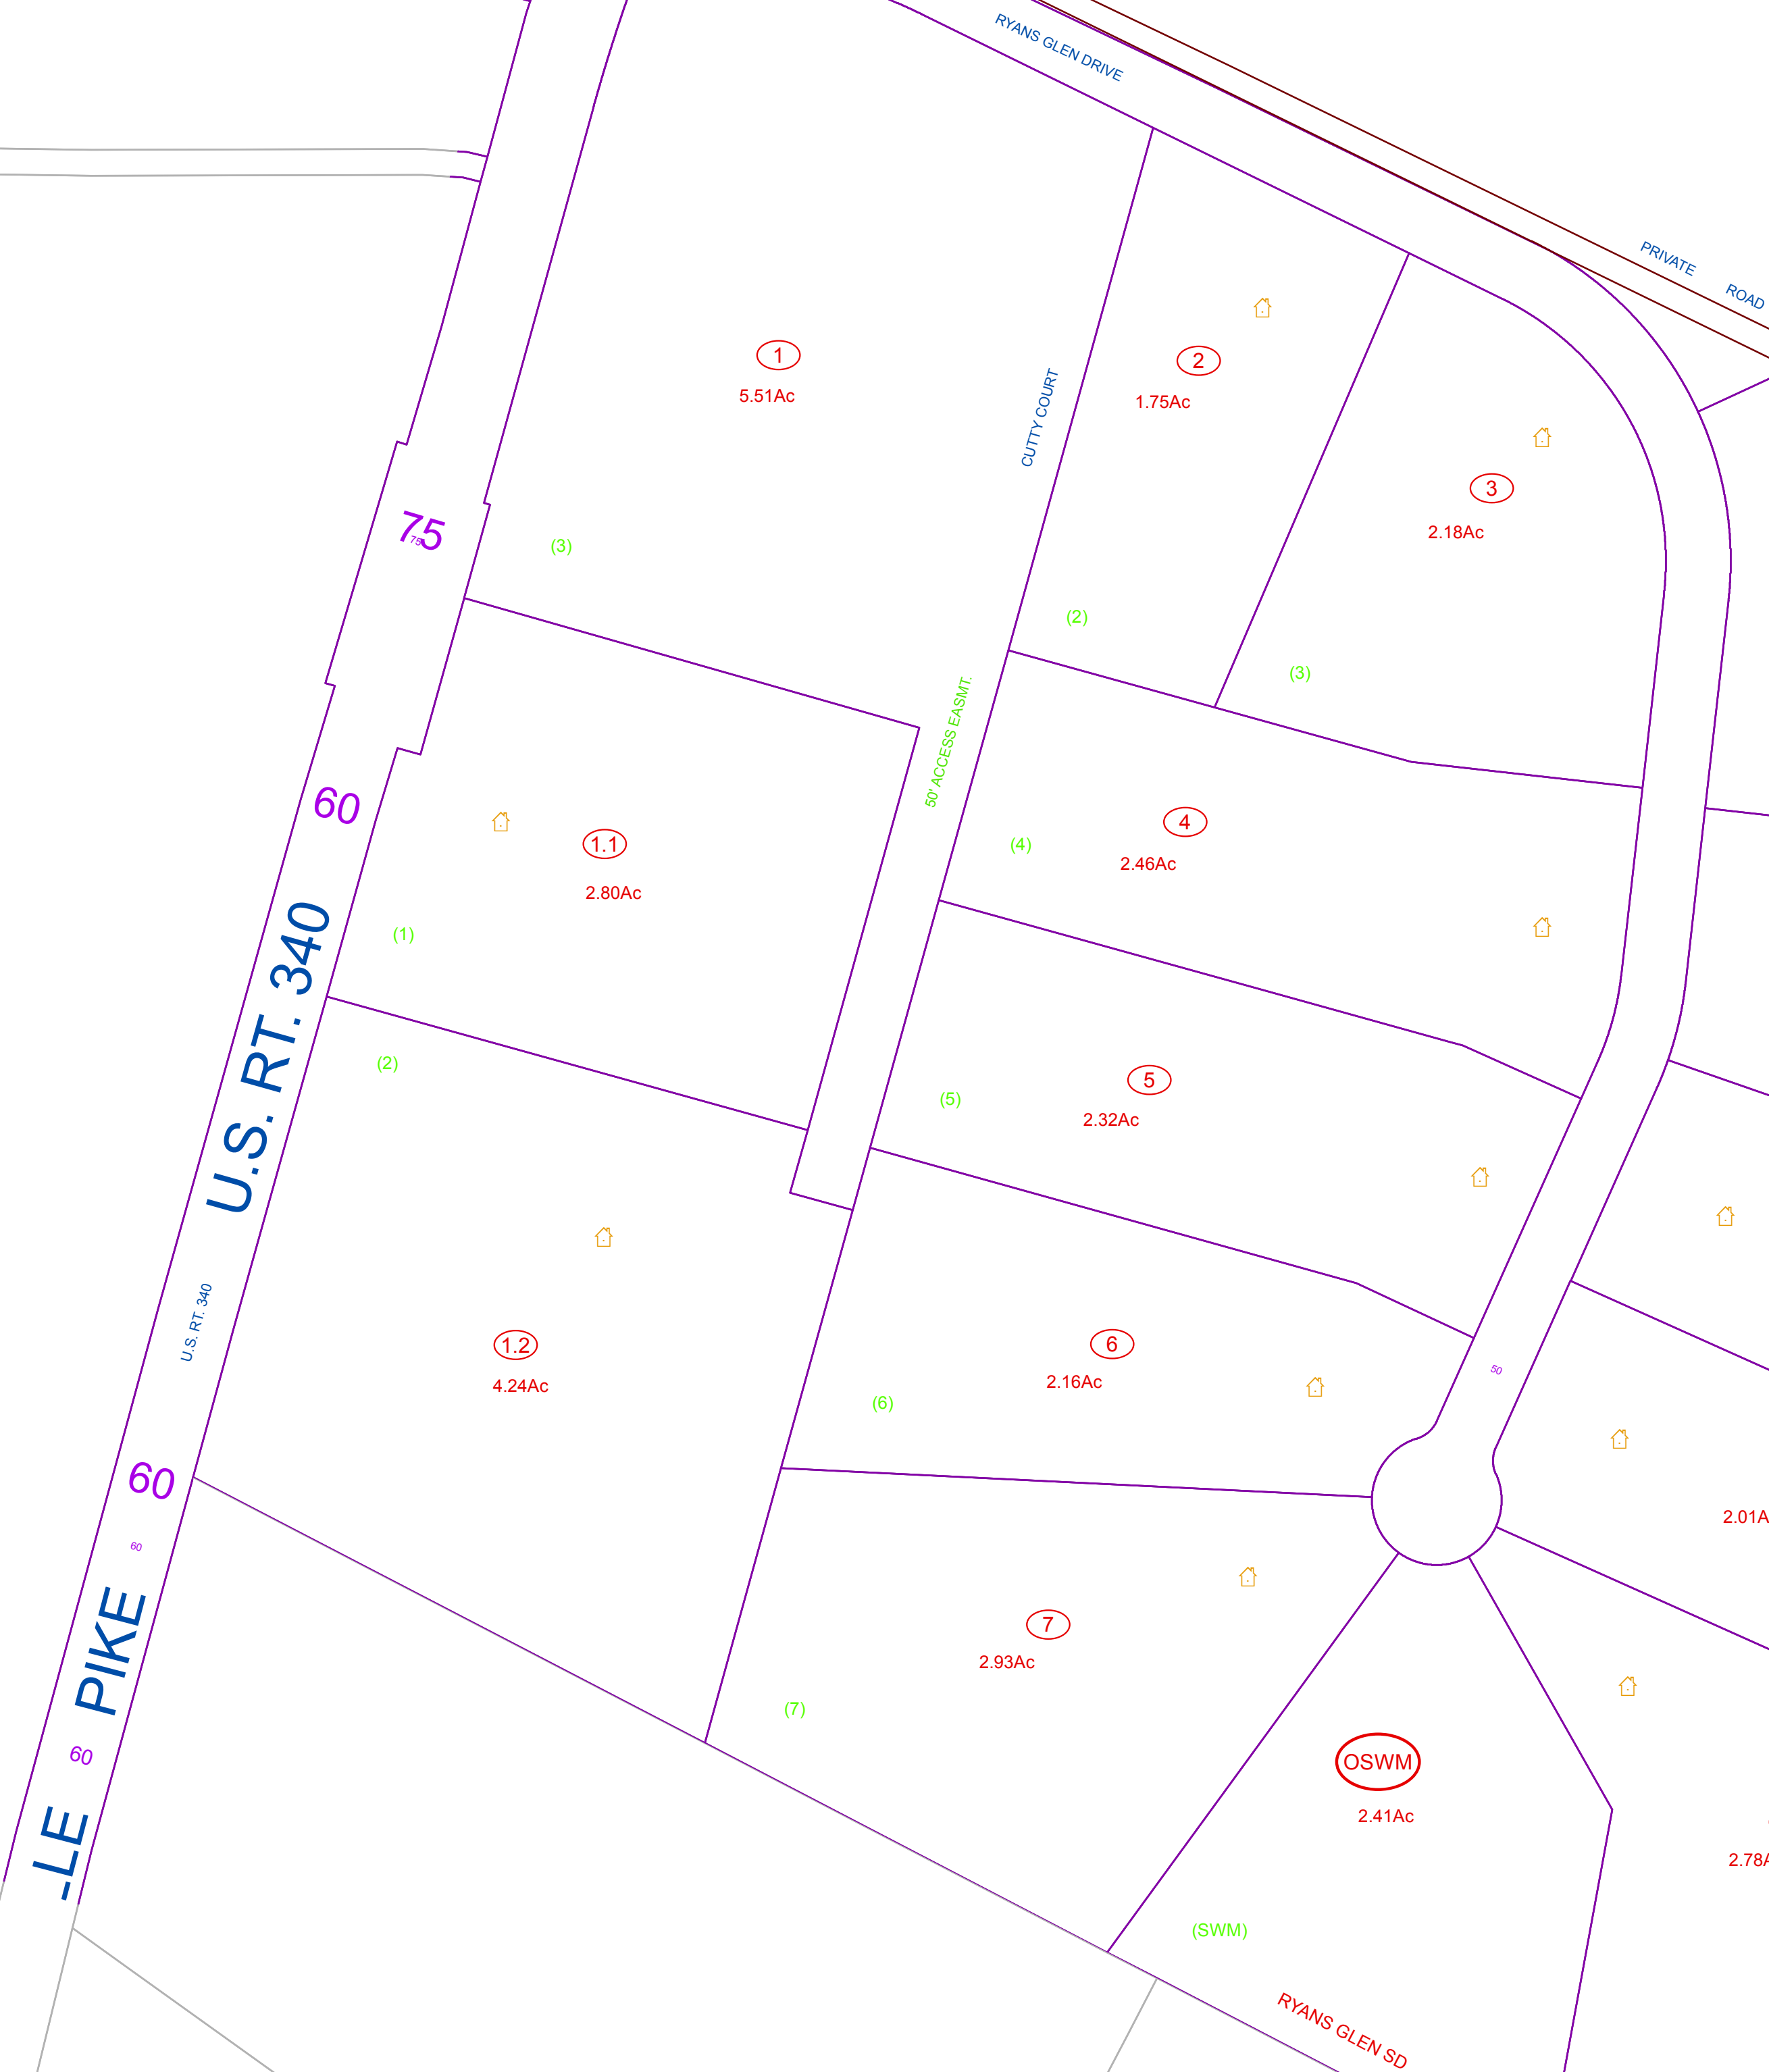 RYANS GLEN DRIVE
PRIVATE
ROAD
1
5.51Ac
2
1.75Ac
CUTTY COURT
3
2.18Ac
75
75
(3)
(2)
(3)
50' ACCESS EASMT.
60
1.1
2.80Ac
4
2.46Ac
(4)
(1)
U.S. RT. 340
(2)
5
2.32Ac
(5)
U.S. RT. 340
1.2
4.24Ac
6
2.16Ac
50
(6)
60
60
2.01A
PIKE
7
2.93Ac
(7)
60
OSWM
2.41Ac
LE
2.78A
(SWM)
RYANS GLEN SD